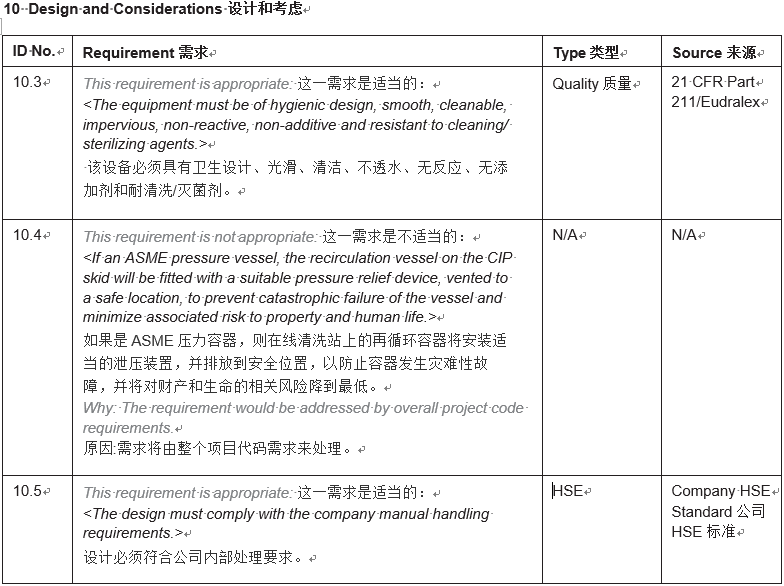 10 Design and Considerations 设计和考虑
ID No. Requirement 需求 Type 类型 Source 来源
10.3 This requirement is appropriate: 这一需求是适当的： Quality 质量 21 CFR Part
<The equipment must be of hygienic design, smooth, cleanable, 211/Eudralex
impervious, non-reactive, non-additive and resistant to cleaning/
sterilizing agents.>
该设备必须具有卫生设计、光滑、清洁、不透水、无反应、无添
加剂和耐清洗/灭菌剂。
10.4 This requirement is not appropriate: 这一需求是不适当的： N/A N/A
<If an ASME pressure vessel, the recirculation vessel on the CIP
skid will be fitted with a suitable pressure relief device, vented to
a safe location, to prevent catastrophic failure of the vessel and
minimize associated risk to property and human life.>
如果是 ASME 压力容器，则在线清洗站上的再循环容器将安装适
当的泄压装置，并排放到安全位置，以防止容器发生灾难性故
障，并将对财产和生命的相关风险降到最低。
Why: The requirement would be addressed by overall project code
requirements.
原因:需求将由整个项目代码需求来处理。
10.5 This requirement is appropriate: 这一需求是适当的： HSE Company HSE
<The design must comply with the company manual handling Standard 公司
requirements.> HSE 标准
设计必须符合公司内部处理要求。